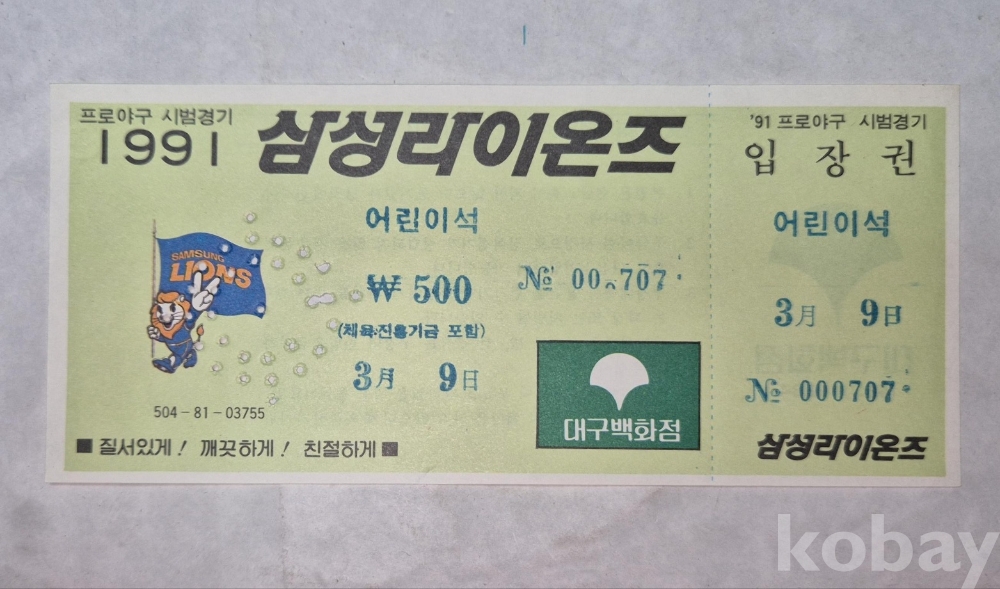 프로야구 시범경기
1991
삼성라이온즈
어린이석
₩ 500
№ 000707
(체육진흥기금 포함)
3月 9日
SAMSUNG
LIONS
504-81-03755
대구백화점
■ 질서있게! 깨끗하게! 친절하게 ■
'91 프로야구 시범경기
입장권
어린이석
3月 9日
№ 000707
삼성라이온즈
kobay